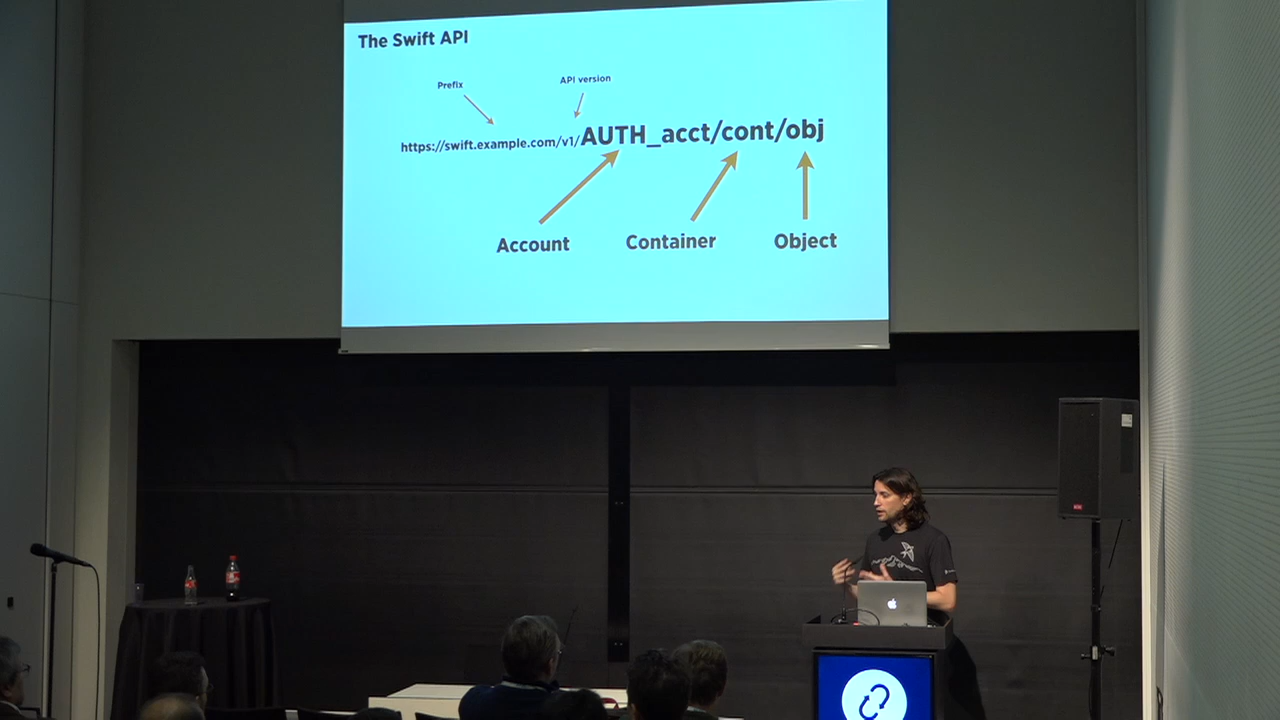 The Swift API
Prefix
API version
https://swift.example.com/v1/AUTH_acct/cont/obj
Account
Container
Object